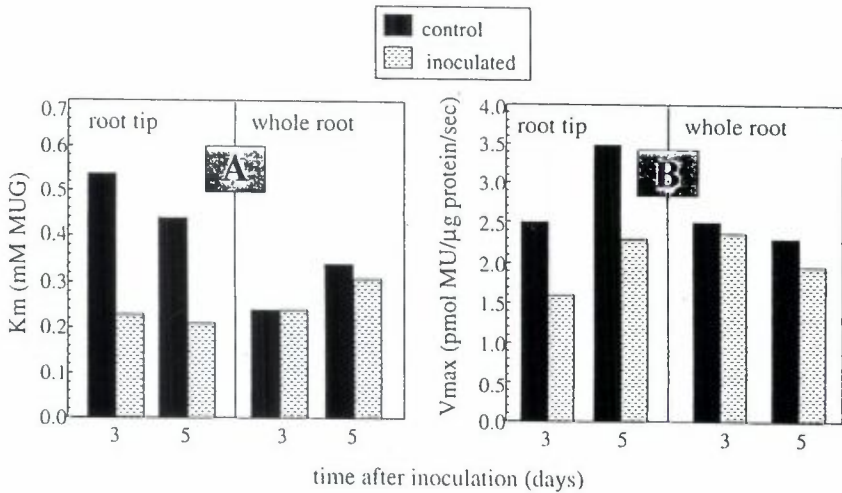 control
inoculated
Km (mM MUG)
0.7
0.6
0.5
0.4
0.3
0.2
0.1
0.0
root tip
whole root
A
3
5
3
5
Vmax (pmol MU/µg protein/sec)
4.0
3.5
3.0
2.5
2.0
1.5
1.0
0.5
0.0
root tip
whole root
B
3
5
3
5
time after inoculation (days)